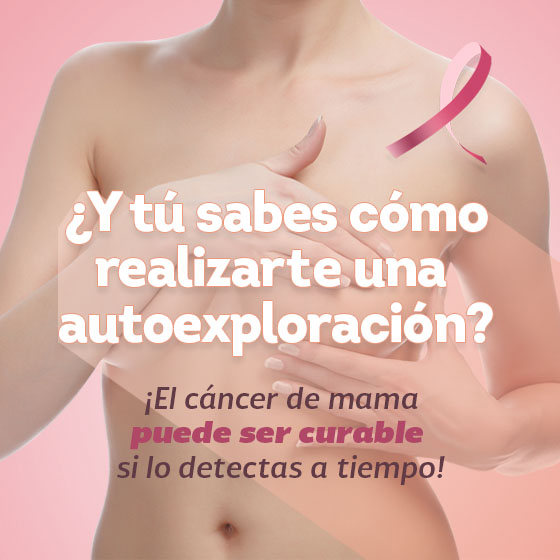 ¿Y tú sabes cómo
realizarte una
autoexploración?
¡El cáncer de mama
puede ser curable
si lo detectas a tiempo!